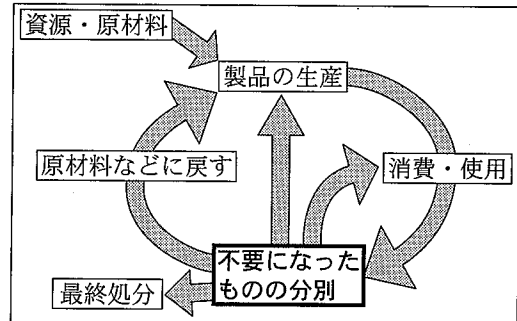 資源・原材料
製品の生産
原材料などに戻す
消費・使用
不要になった
ものの分別
最終処分